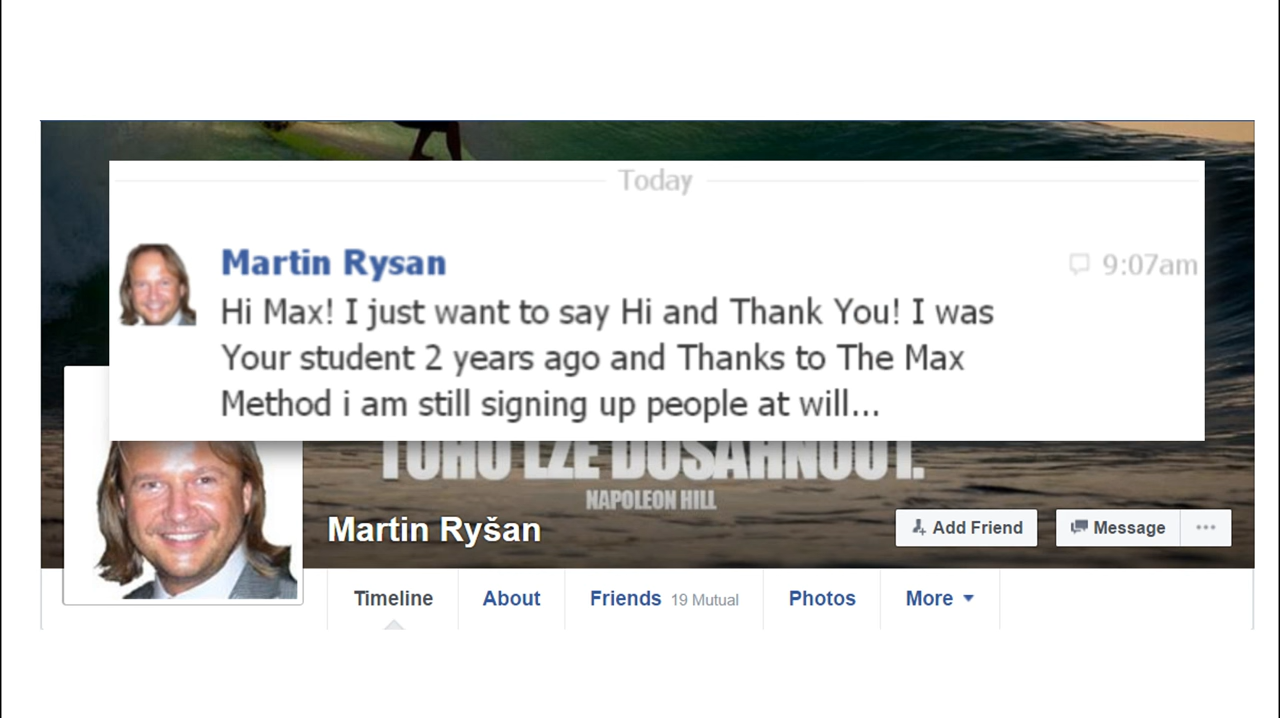 Today
Martin Rysan
9:07am
Hi Max! I just want to say Hi and Thank You! I was
Your student 2 years ago and Thanks to The Max
Method i am still signing up people at will...
TOHO LZE DOSÁHNOUT.
NAPOLEON HILL
Martin Ryšan
Add Friend
Message
Timeline
About
Friends 19 Mutual
Photos
More